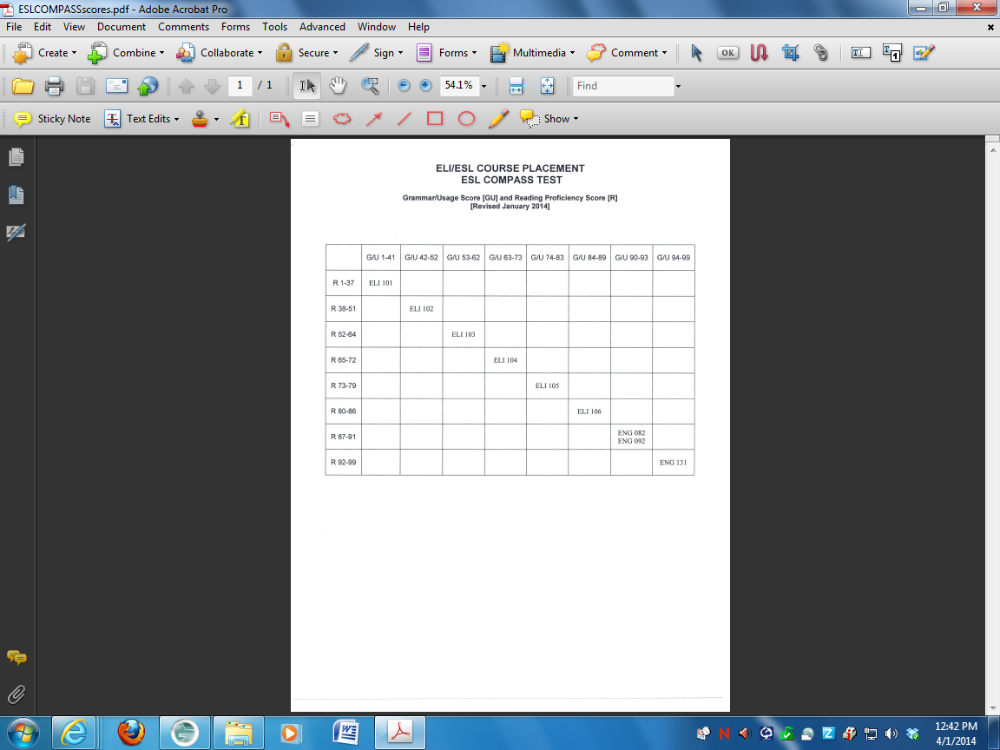 ESLCOMPASSscores.pdf - Adobe Acrobat Pro
File Edit View Document Comments Forms Tools Advanced Window Help
Create Combine Collaborate Secure Sign Forms Multimedia Comment OK
1 / 1 54.1% Find
Sticky Note Text Edits Show
ELI/ESL COURSE PLACEMENT
ESL COMPASS TEST
Grammar/Usage Score [GU] and Reading Proficiency Score [R]
[Revised January 2014]
G/U 1-41 G/U 42-52 G/U 53-62 G/U 63-73 G/U 74-83 G/U 84-89 G/U 90-93 G/U 94-99
R 1-37 ELI 101
R 38-51 ELI 102
R 52-64 ELI 103
R 65-72 ELI 104
R 73-79 ELI 105
R 80-86 ELI 106
R 87-91 ENG 082
ENG 092
R 92-99 ENG 131
12:42 PM
4/1/2014